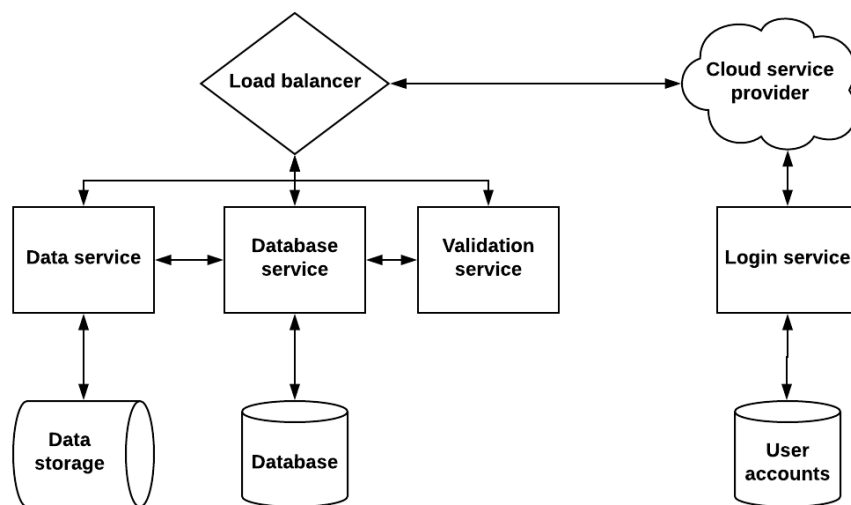 Load balancer
Cloud service
provider
Data service
Database
service
Validation
service
Login service
Data
storage
Database
User
accounts